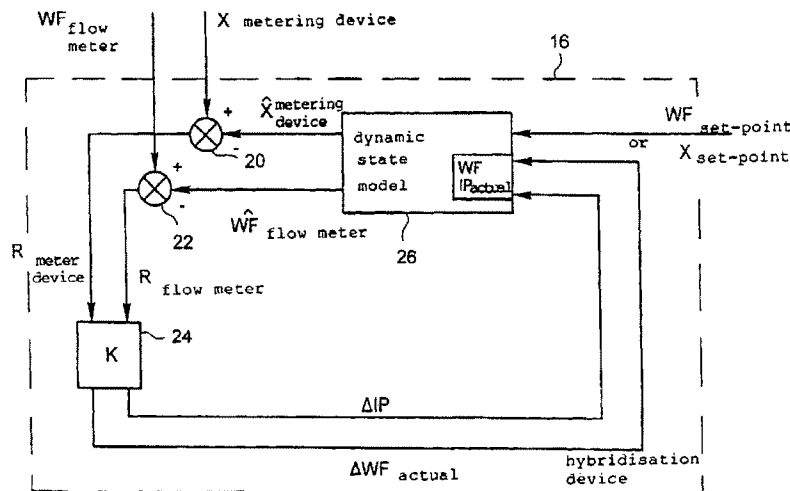 WF flow meter
X metering device
16
X̂ metering device
+
-
20
dynamic state model
WF
IP actual
WF set-point
or
X set-point
+
-
22
ŴF flow meter
26
R meter device
R flow meter
K
24
ΔIP
ΔWF actual
hybridisation device